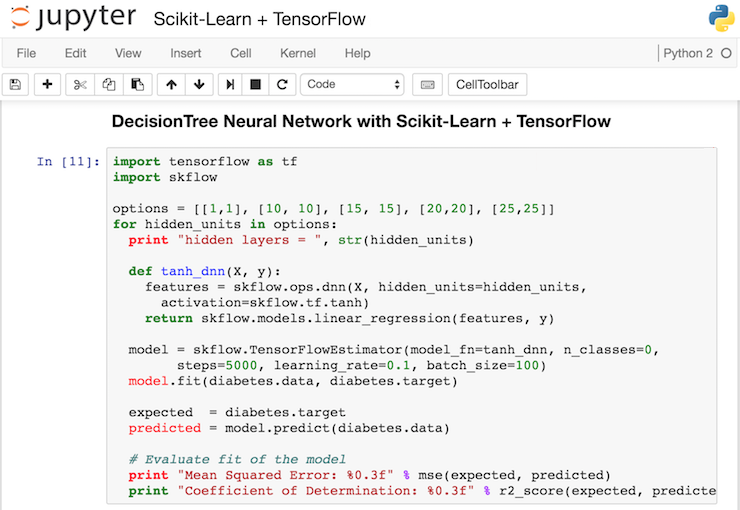 jupyter Scikit-Learn + TensorFlow
File Edit View Insert Cell Kernel Help Python 2
Code CellToolbar
DecisionTree Neural Network with Scikit-Learn + TensorFlow
In [11]: import tensorflow as tf
import skflow
options = [[1,1], [10, 10], [15, 15], [20,20], [25,25]]
for hidden_units in options:
print "hidden layers = ", str(hidden_units)
def tanh_dnn(X, y):
features = skflow.ops.dnn(X, hidden_units=hidden_units,
activation=skflow.tf.tanh)
return skflow.models.linear_regression(features, y)
model = skflow.TensorFlowEstimator(model_fn=tanh_dnn, n_classes=0,
steps=5000, learning_rate=0.1, batch_size=100)
model.fit(diabetes.data, diabetes.target)
expected  = diabetes.target
predicted = model.predict(diabetes.data)
# Evaluate fit of the model
print "Mean Squared Error: %0.3f" % mse(expected, predicted)
print "Coefficient of Determination: %0.3f" % r2_score(expected, predicte